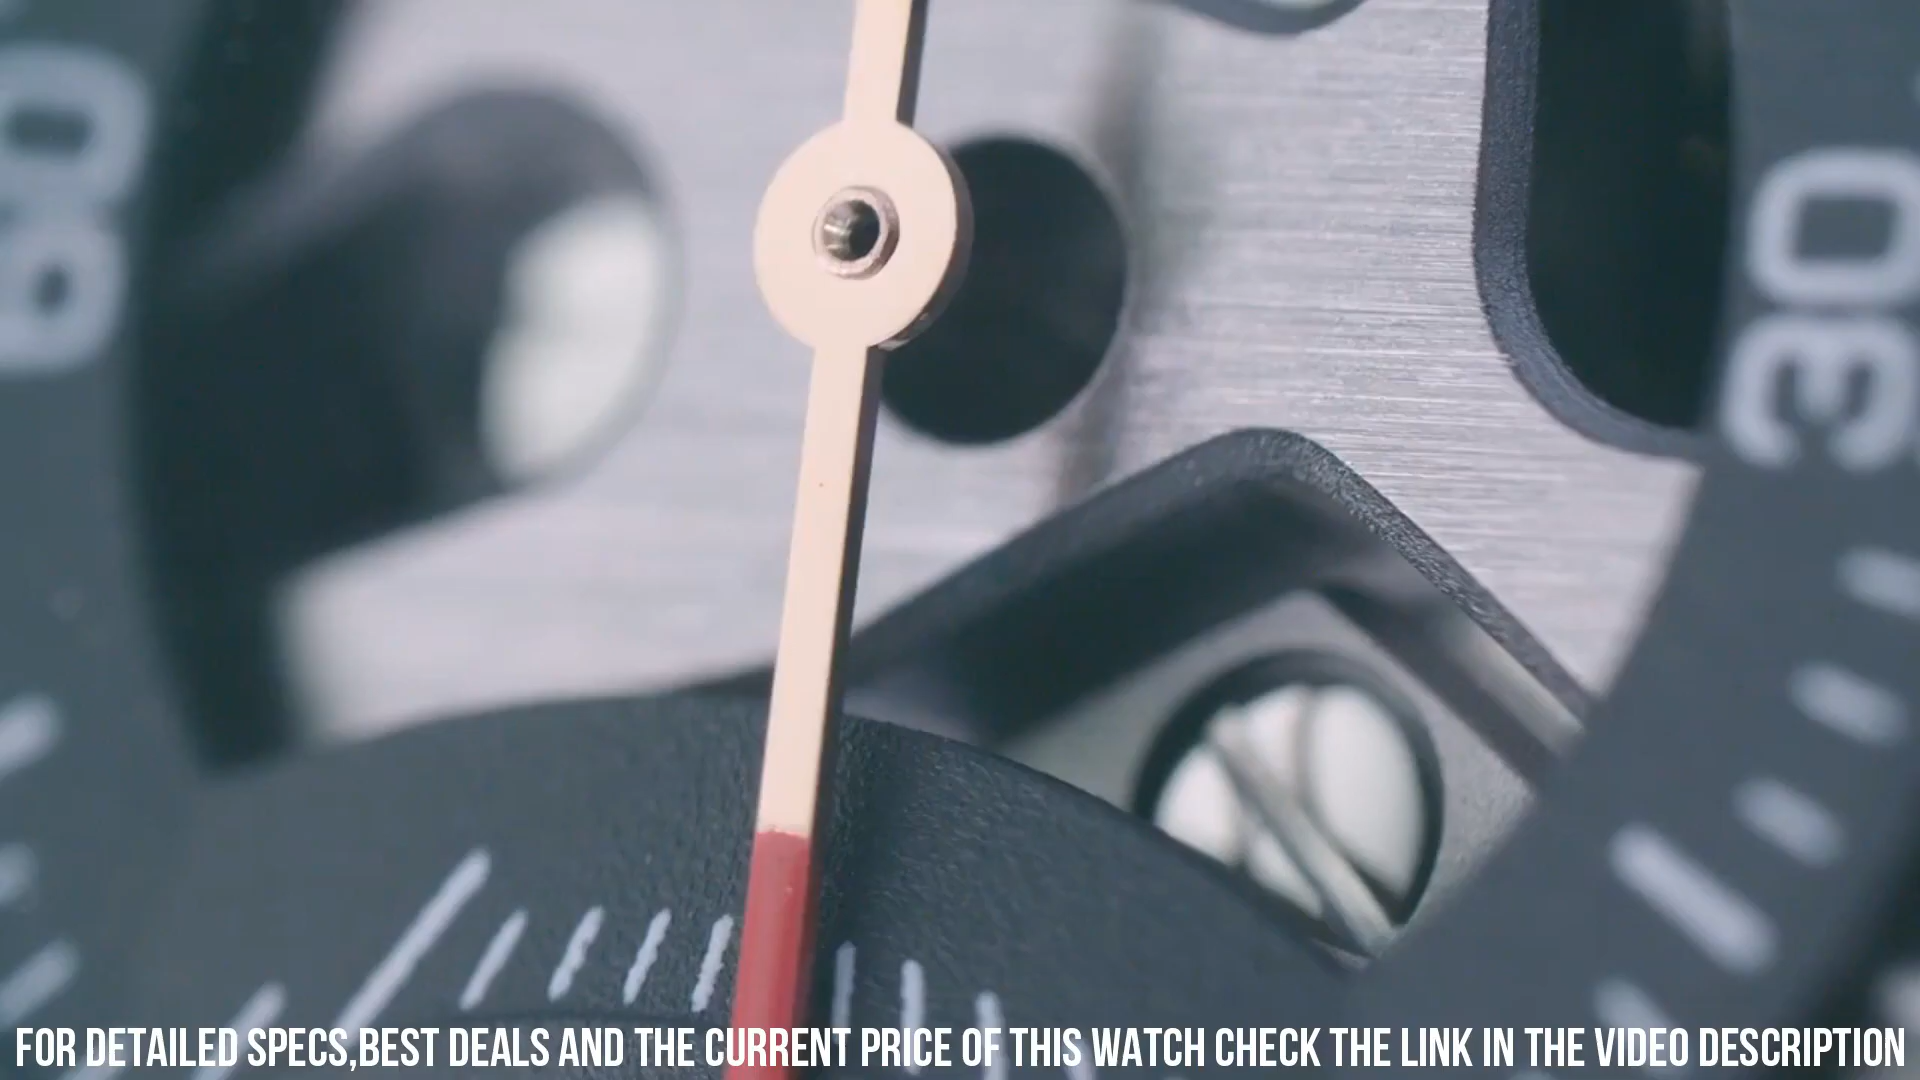 60
30
FOR DETAILED SPECS,BEST DEALS AND THE CURRENT PRICE OF THIS WATCH CHECK THE LINK IN THE VIDEO DESCRIPTION